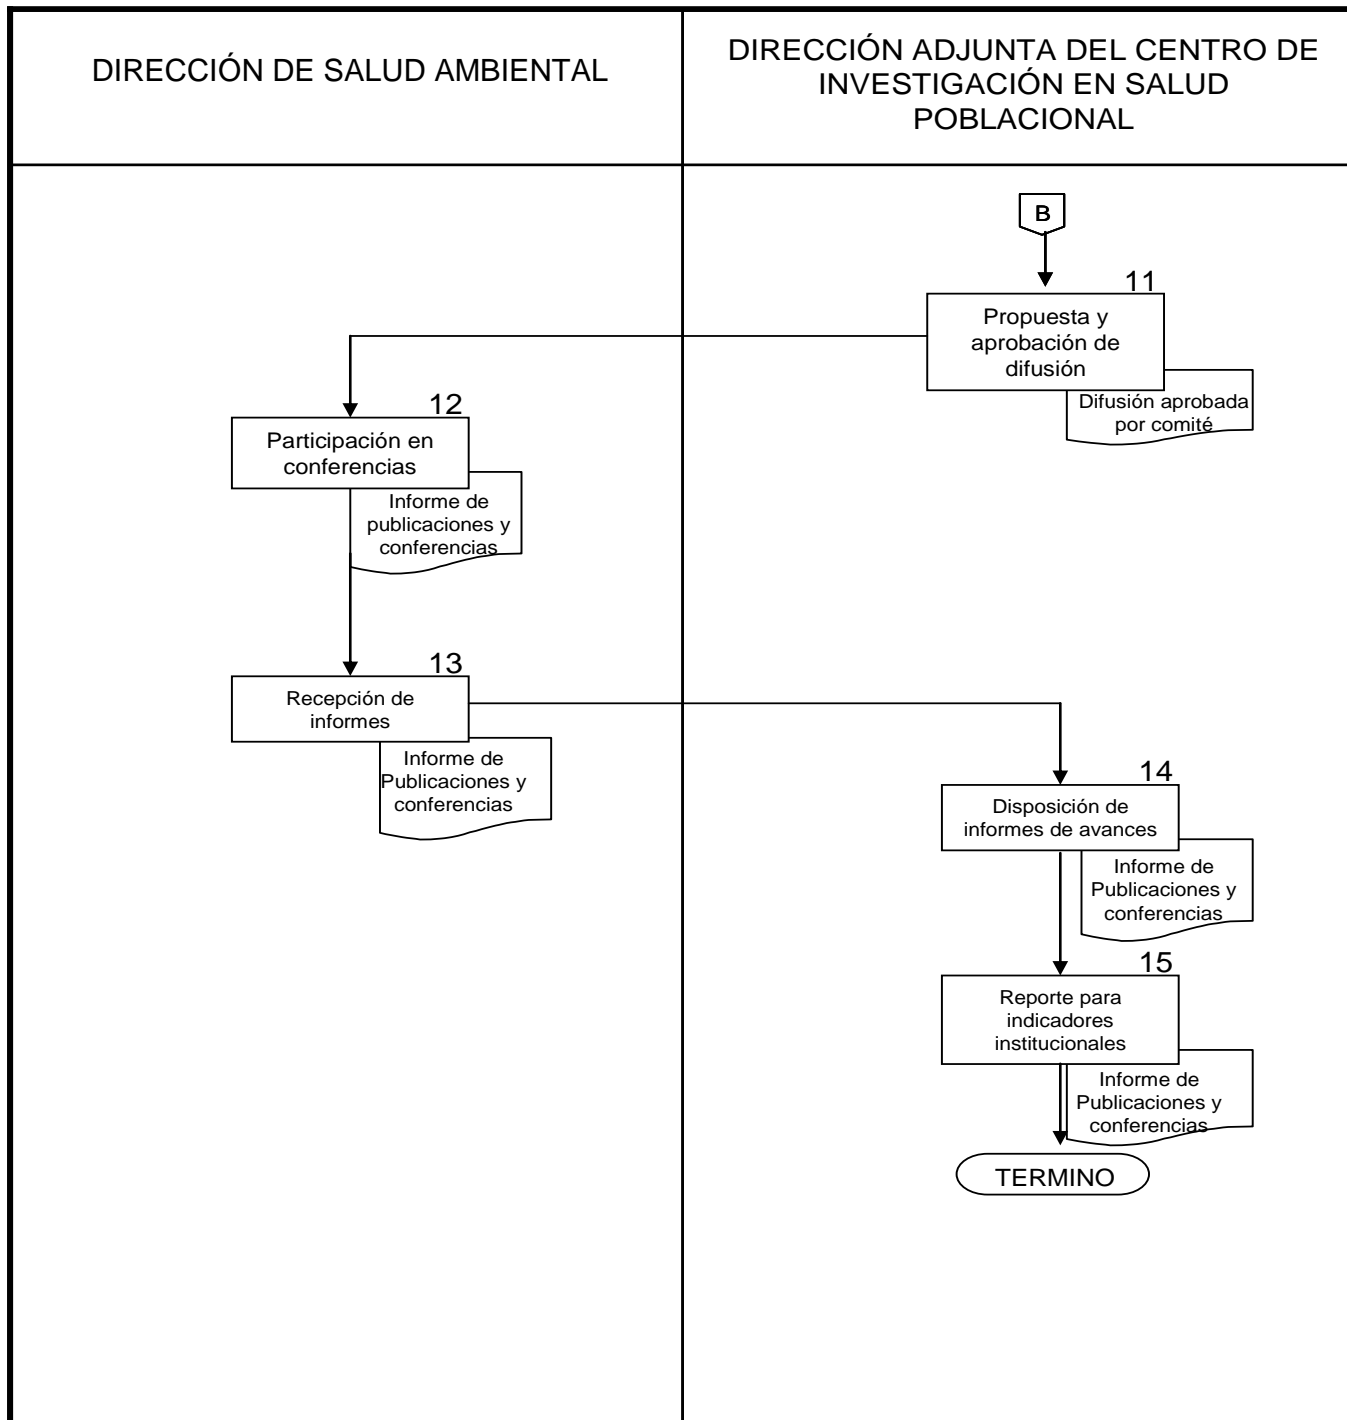 DIRECCIÓN DE SALUD AMBIENTAL
DIRECCIÓN ADJUNTA DEL CENTRO DE
INVESTIGACIÓN EN SALUD
POBLACIONAL
B
11
Propuesta y
aprobación de
difusión
Difusión aprobada
por comité
12
Participación en
conferencias
Informe de
publicaciones y
conferencias
13
Recepción de
informes
Informe de
Publicaciones y
conferencias
14
Disposición de
informes de avances
Informe de
Publicaciones y
conferencias
15
Reporte para
indicadores
institucionales
Informe de
Publicaciones y
conferencias
TERMINO